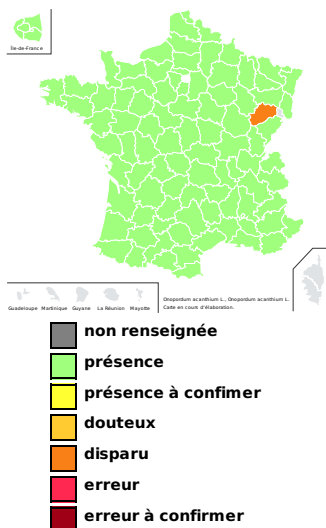 Île-de-France
Guadeloupe Martinique Guyane La Réunion Mayotte
Onopordum acanthium L., Onopordum acanthium L.
Carte en cours d'élaboration.
non renseignée
présence
présence à confimer
douteux
disparu
erreur
erreur à confirmer